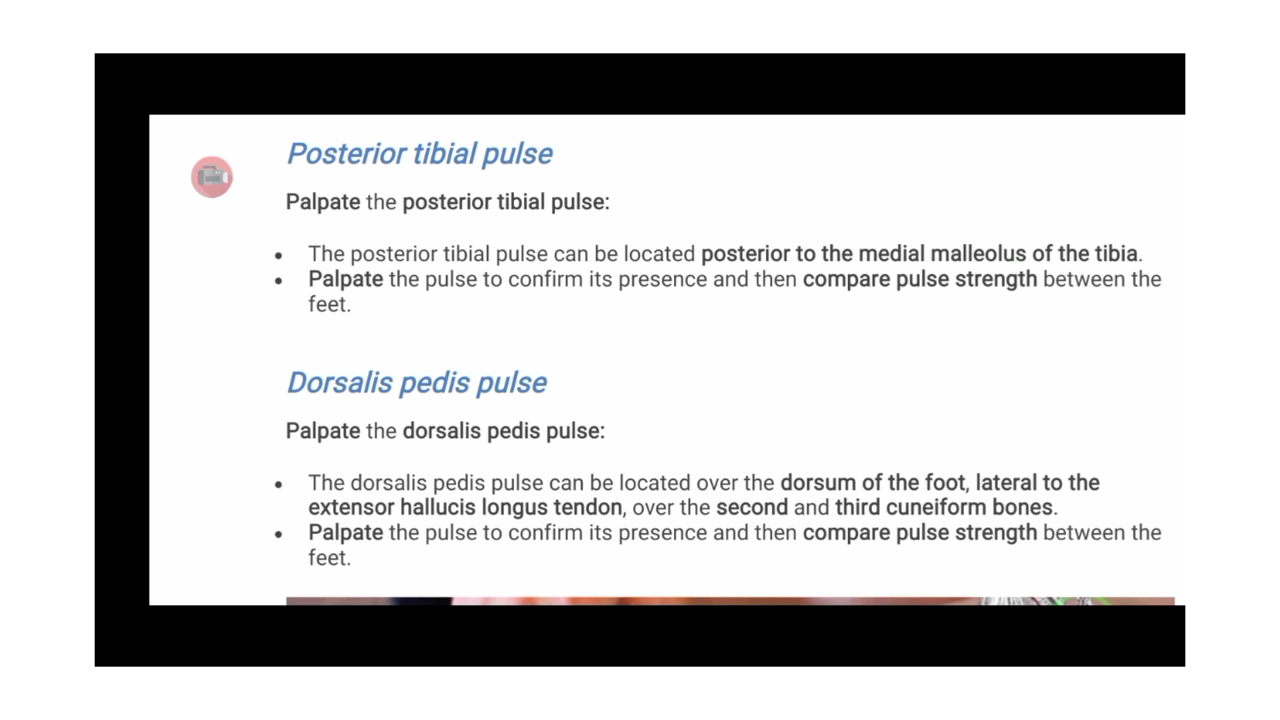 Posterior tibial pulse
Palpate the posterior tibial pulse:
• The posterior tibial pulse can be located posterior to the medial malleolus of the tibia.
• Palpate the pulse to confirm its presence and then compare pulse strength between the
feet.
Dorsalis pedis pulse
Palpate the dorsalis pedis pulse:
• The dorsalis pedis pulse can be located over the dorsum of the foot, lateral to the
extensor hallucis longus tendon, over the second and third cuneiform bones.
• Palpate the pulse to confirm its presence and then compare pulse strength between the
feet.